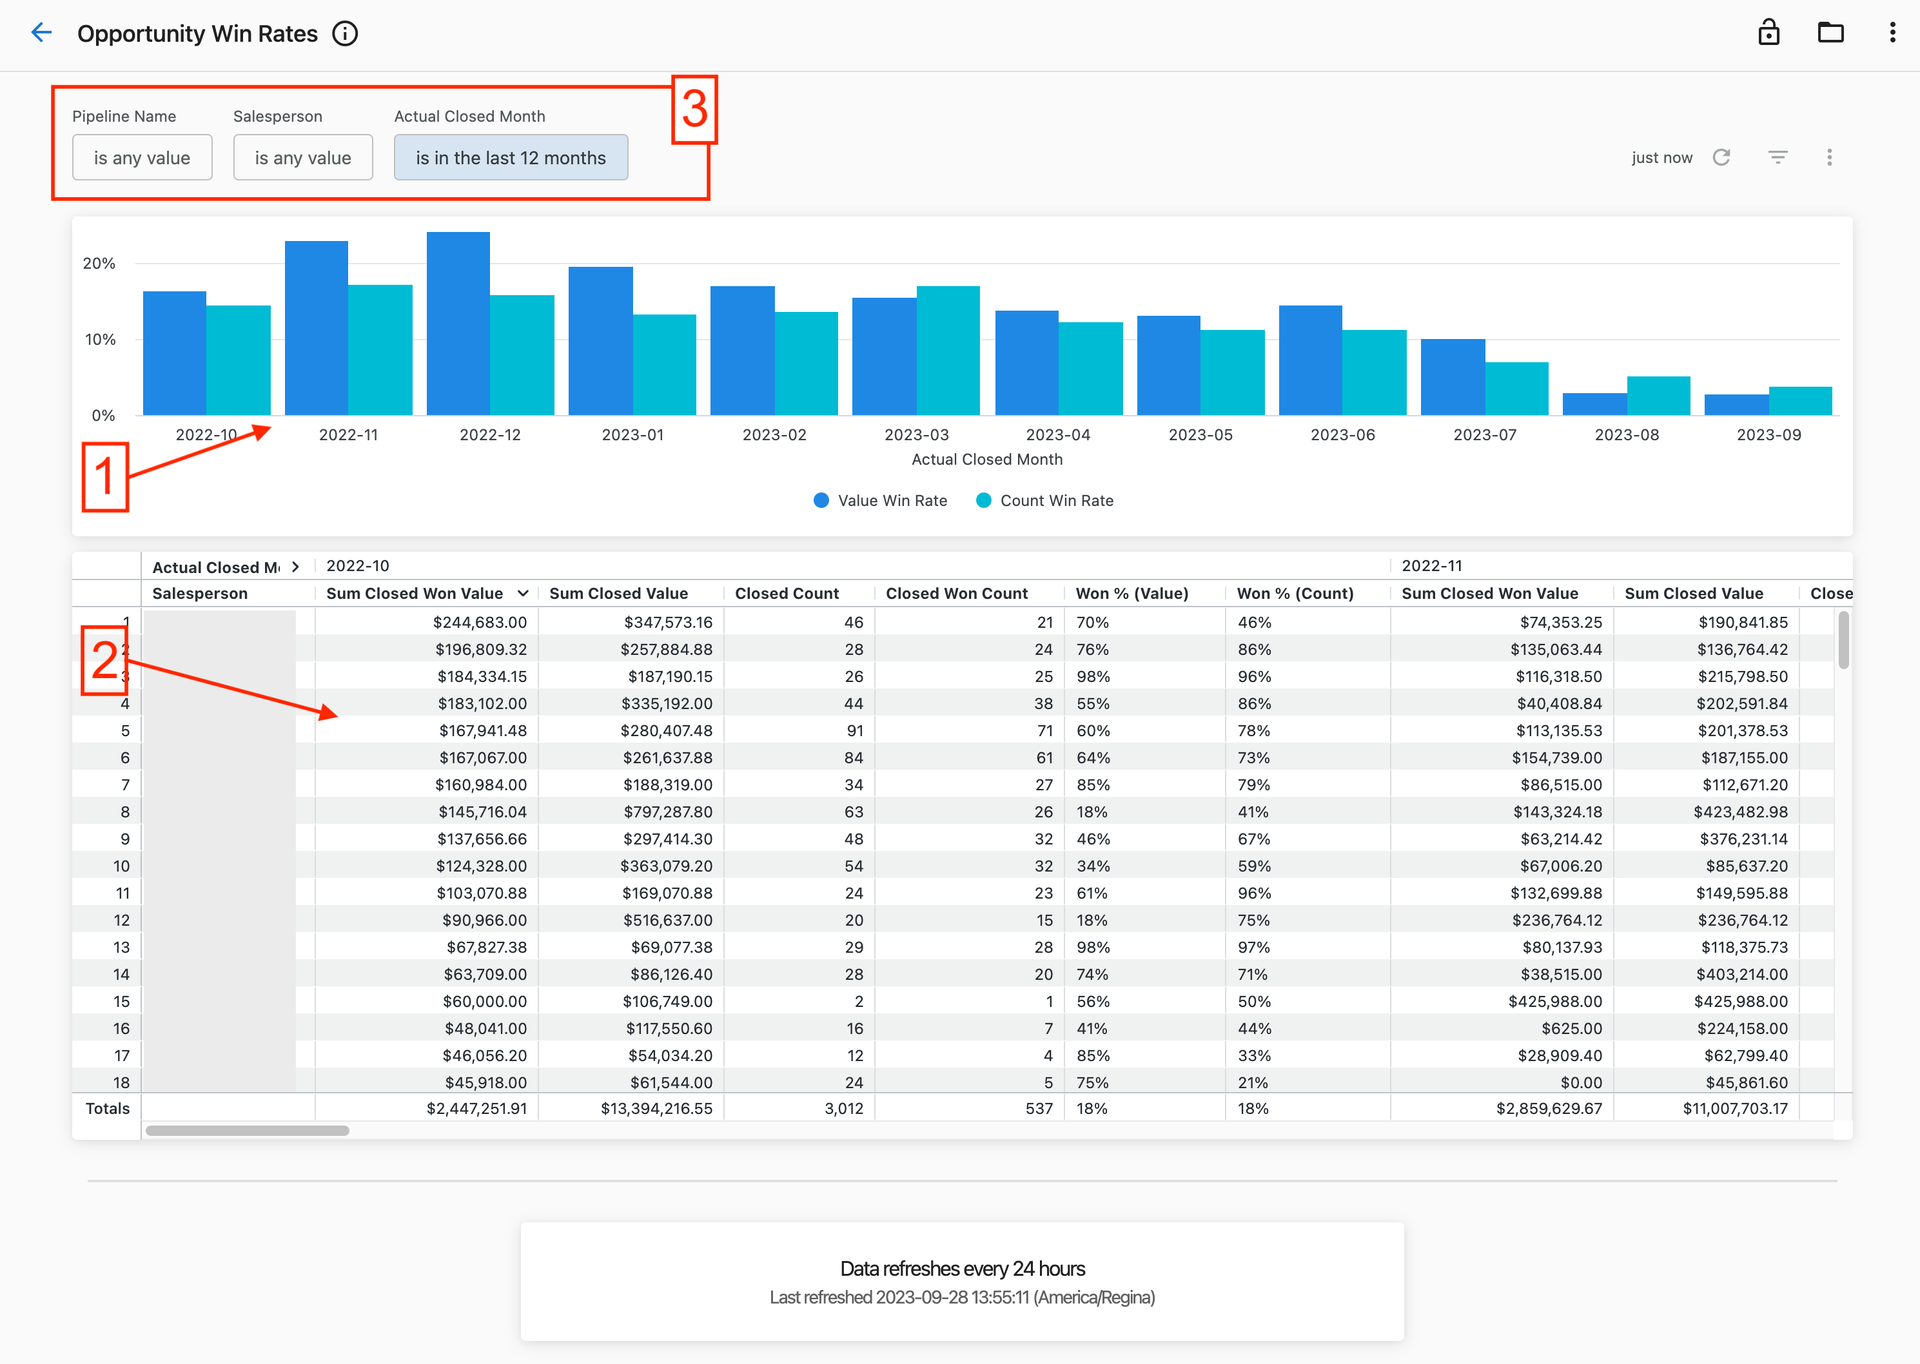 Opportunity Win Rates
3
Pipeline Name Salesperson Actual Closed Month
is any value is any value is in the last 12 months
just now
20%
10%
0%
2022-10 2022-11 2022-12 2023-01 2023-02 2023-03 2023-04 2023-05 2023-06 2023-07 2023-08 2023-09
Actual Closed Month
1
Value Win Rate Count Win Rate
Actual Closed M 2022-10 2022-11
Salesperson Sum Closed Won Value Sum Closed Value Closed Count Closed Won Count Won % (Value) Won % (Count) Sum Closed Won Value Sum Closed Value Close
1 $244,683.00 $347,573.16 46 21 70% 46% $74,353.25 $190,841.85
2
2 $196,809.32 $257,884.88 28 24 76% 86% $135,063.44 $136,764.42
3 $184,334.15 $187,190.15 26 25 98% 96% $116,318.50 $215,798.50
4 $183,102.00 $335,192.00 44 38 55% 86% $40,408.84 $202,591.84
5 $167,941.48 $280,407.48 91 71 60% 78% $113,135.53 $201,378.53
6 $167,067.00 $261,637.88 84 61 64% 73% $154,739.00 $187,155.00
7 $160,984.00 $188,319.00 34 27 85% 79% $86,515.00 $112,671.20
8 $145,716.04 $797,287.80 63 26 18% 41% $143,324.18 $423,482.98
9 $137,656.66 $297,414.30 48 32 46% 67% $63,214.42 $376,231.14
10 $124,328.00 $363,079.20 54 32 34% 59% $67,006.20 $85,637.20
11 $103,070.88 $169,070.88 24 23 61% 96% $132,699.88 $149,595.88
12 $90,966.00 $516,637.00 20 15 18% 75% $236,764.12 $236,764.12
13 $67,827.38 $69,077.38 29 28 98% 97% $80,137.93 $118,375.73
14 $63,709.00 $86,126.40 28 20 74% 71% $38,515.00 $403,214.00
15 $60,000.00 $106,749.00 2 1 56% 50% $425,988.00 $425,988.00
16 $48,041.00 $117,550.60 16 7 41% 44% $625.00 $224,158.00
17 $46,056.20 $54,034.20 12 4 85% 33% $28,909.40 $62,799.40
18 $45,918.00 $61,544.00 24 5 75% 21% $0.00 $45,861.60
Totals $2,447,251.91 $13,394,216.55 3,012 537 18% 18% $2,859,629.67 $11,007,703.17
Data refreshes every 24 hours
Last refreshed 2023-09-28 13:55:11 (America/Regina)